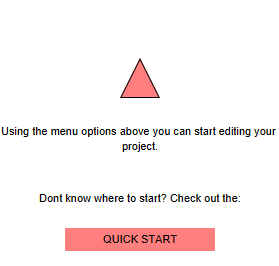 Using the menu options above you can start editing your
project.
Dont know where to start? Check out the:
QUICK START